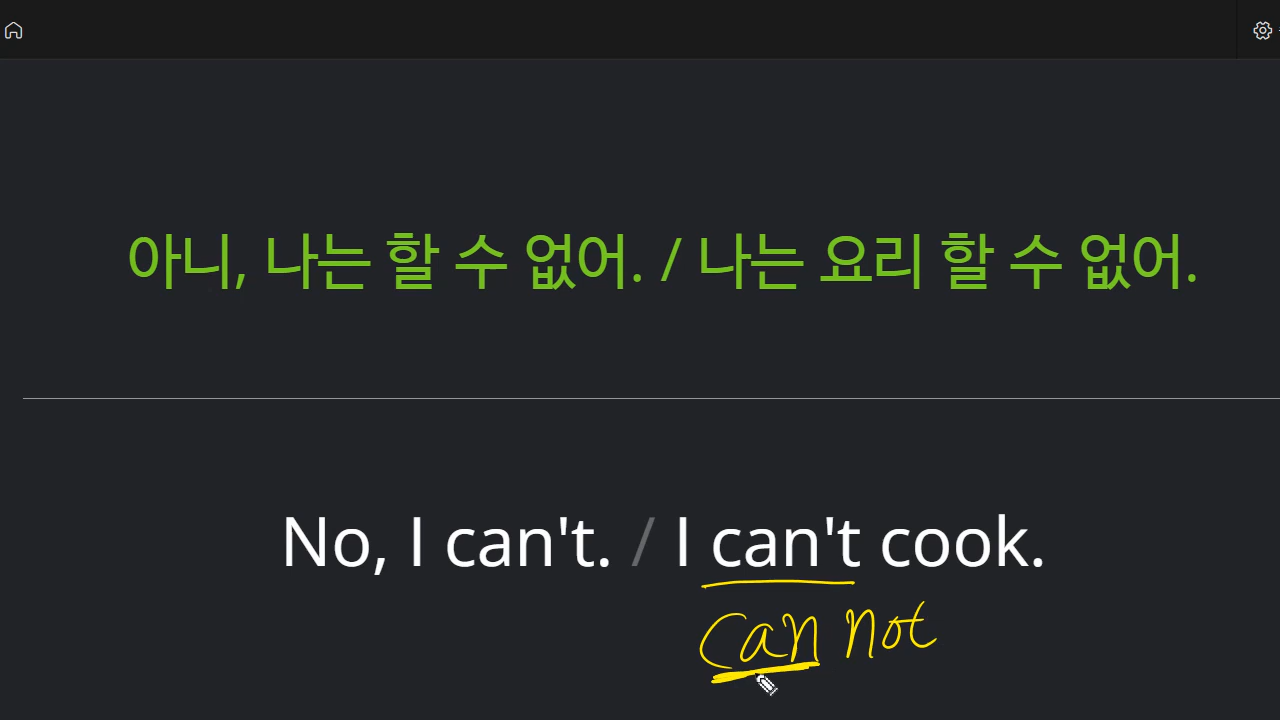 아니, 나는 할 수 없어. / 나는 요리 할 수 없어.
No, I can't. / I can't cook.
can not